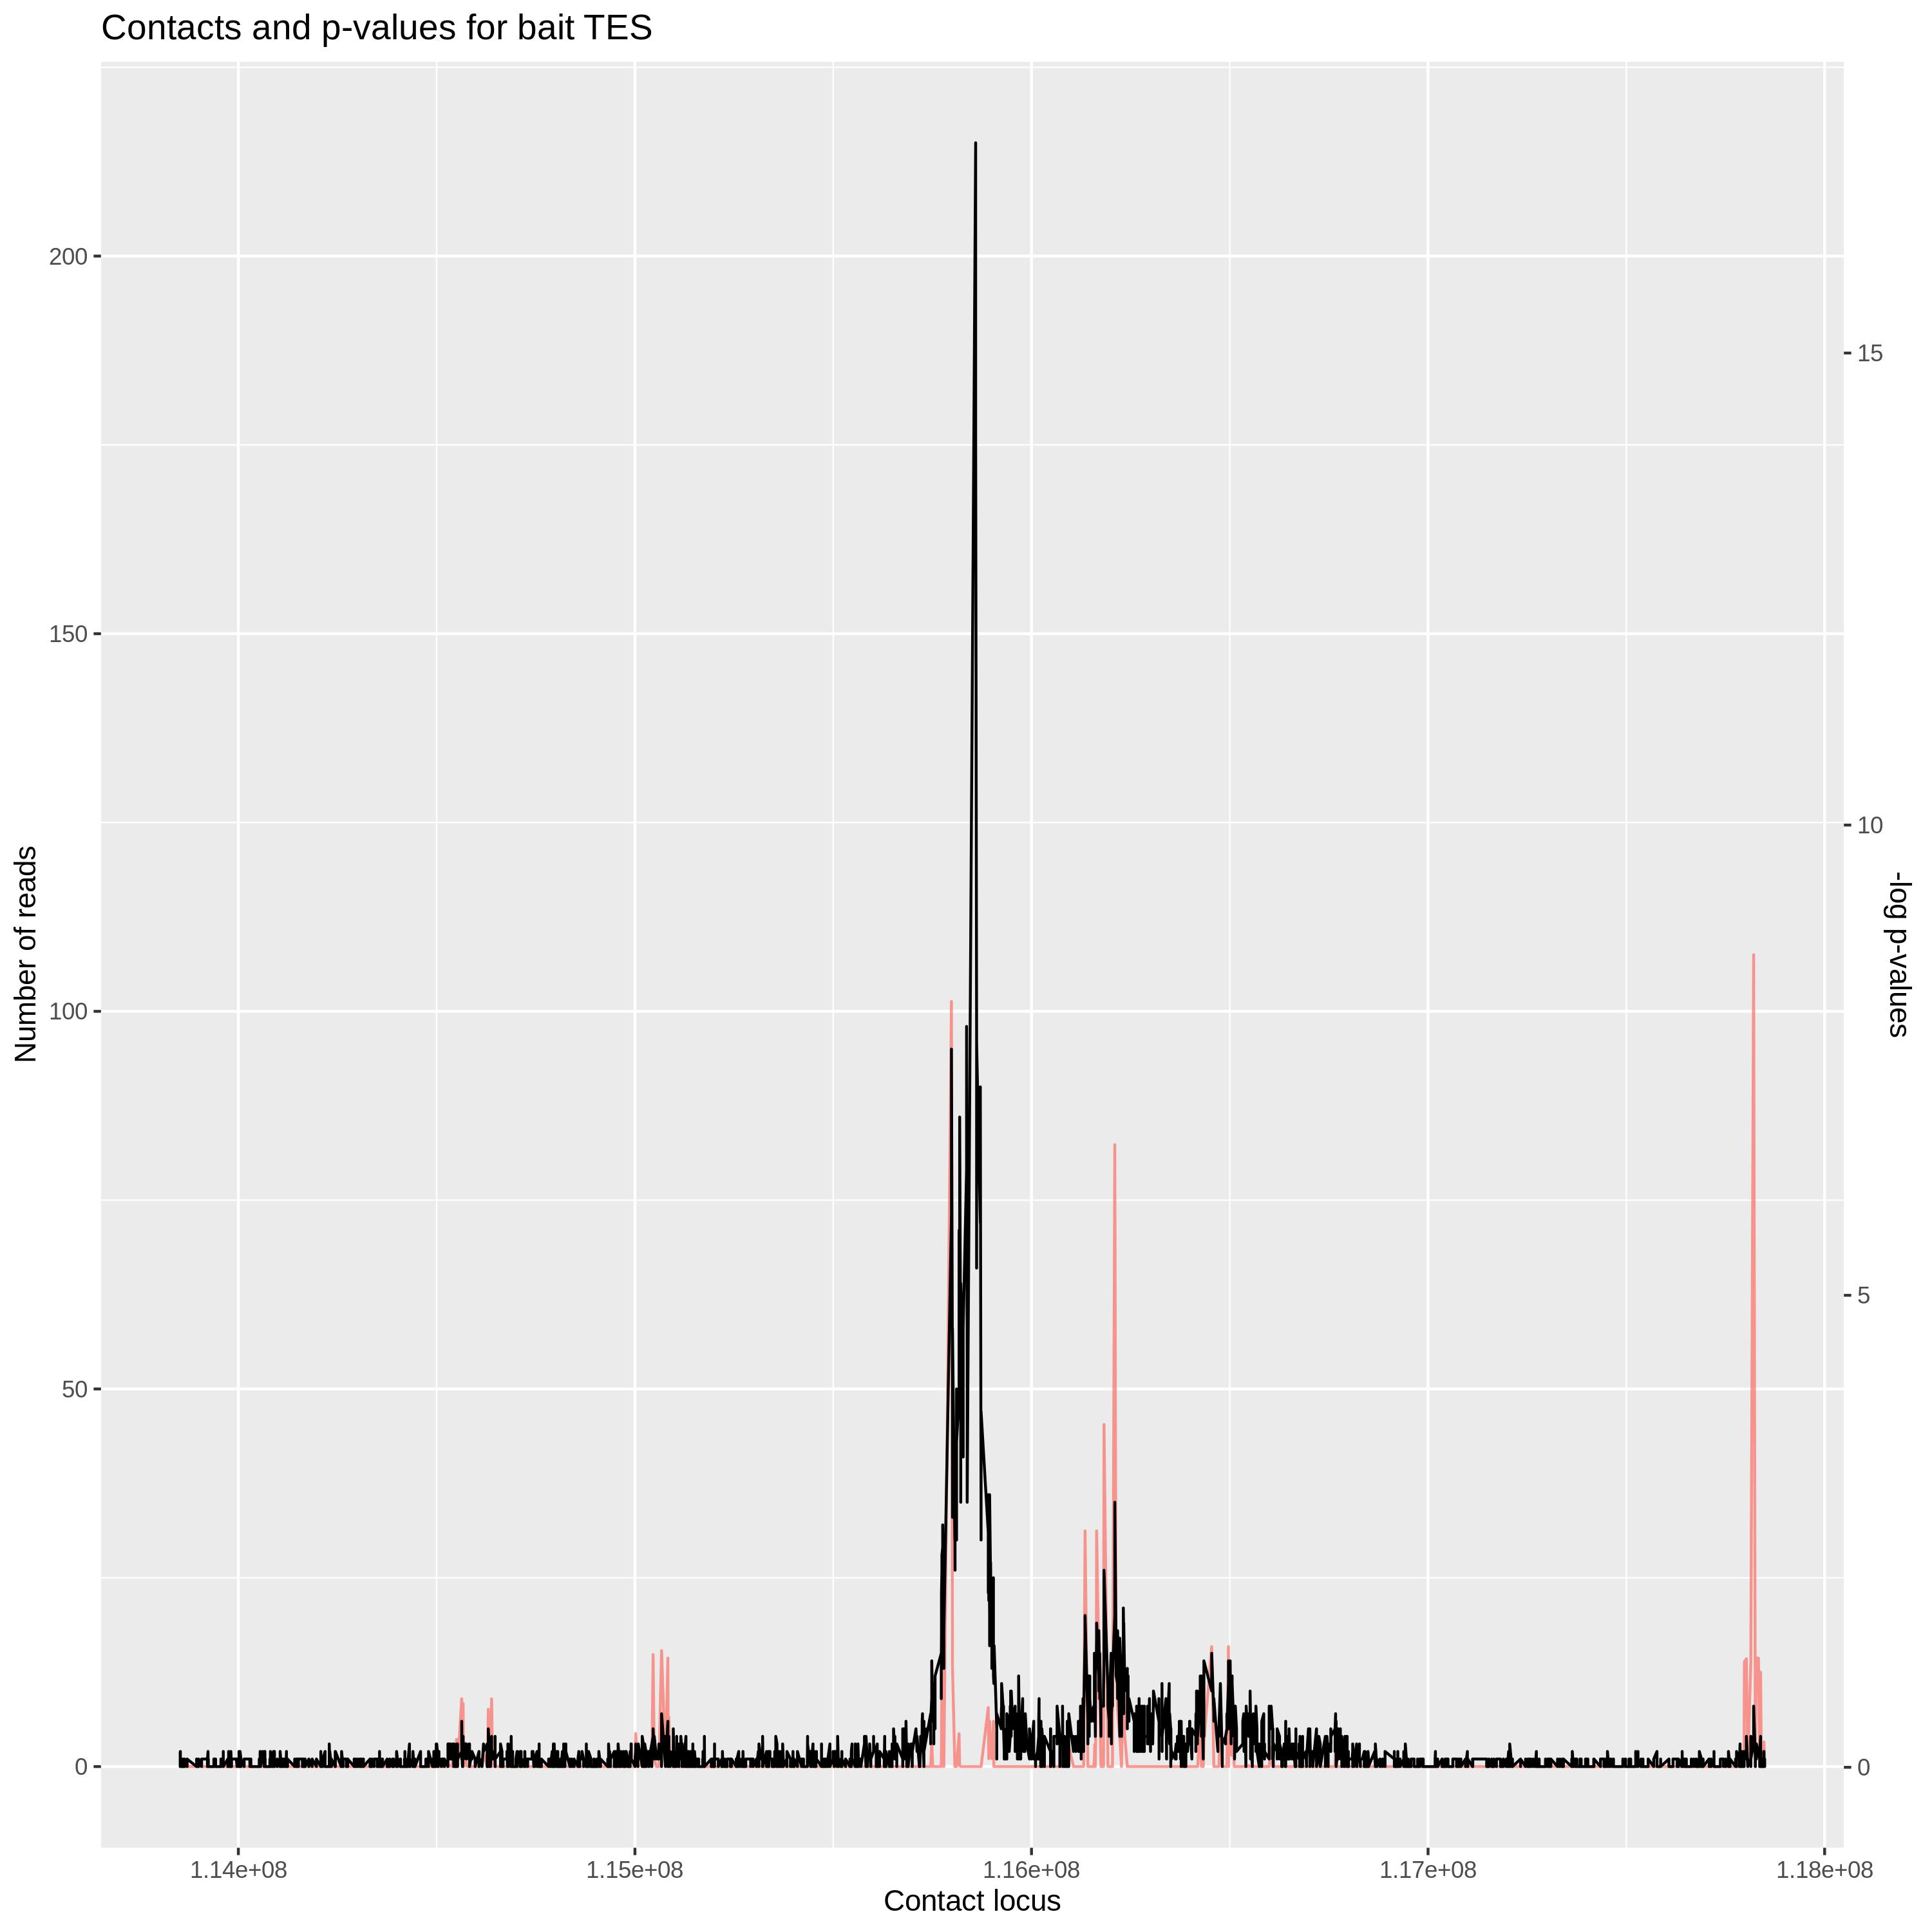 Contacts and p-values for bait TES
Number of reads
200
150
100
50
0
15
10
5
0
-log p-values
1.14e+08 1.15e+08 1.16e+08 1.17e+08 1.18e+08
Contact locus